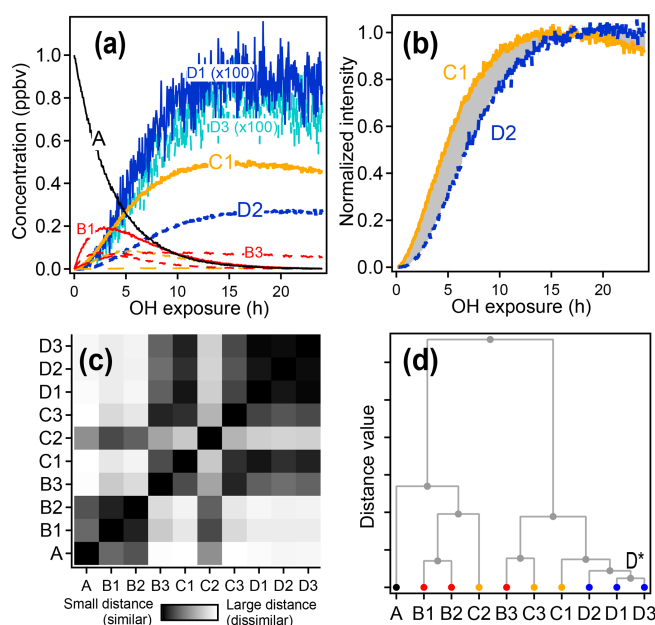 (a)
Concentration (ppbv)
1.0
0.8
0.6
0.4
0.2
0.0
D1 (x100)
D3 (x100)
A
C1
B1
D2
B3
0 5 10 15 20
OH exposure (h)
(b)
Normalized intensity
1.0
0.8
0.6
0.4
0.2
0
C1
D2
0 5 10 15 20
OH exposure (h)
(c)
D3
D2
D1
C3
C2
C1
B3
B2
B1
A
A B1 B2 B3 C1 C2 C3 D1 D2 D3
Small distance
(similar)
Large distance
(dissimilar)
(d)
Distance value
D*
A B1 B2 C2 B3 C3 C1 D2 D1 D3